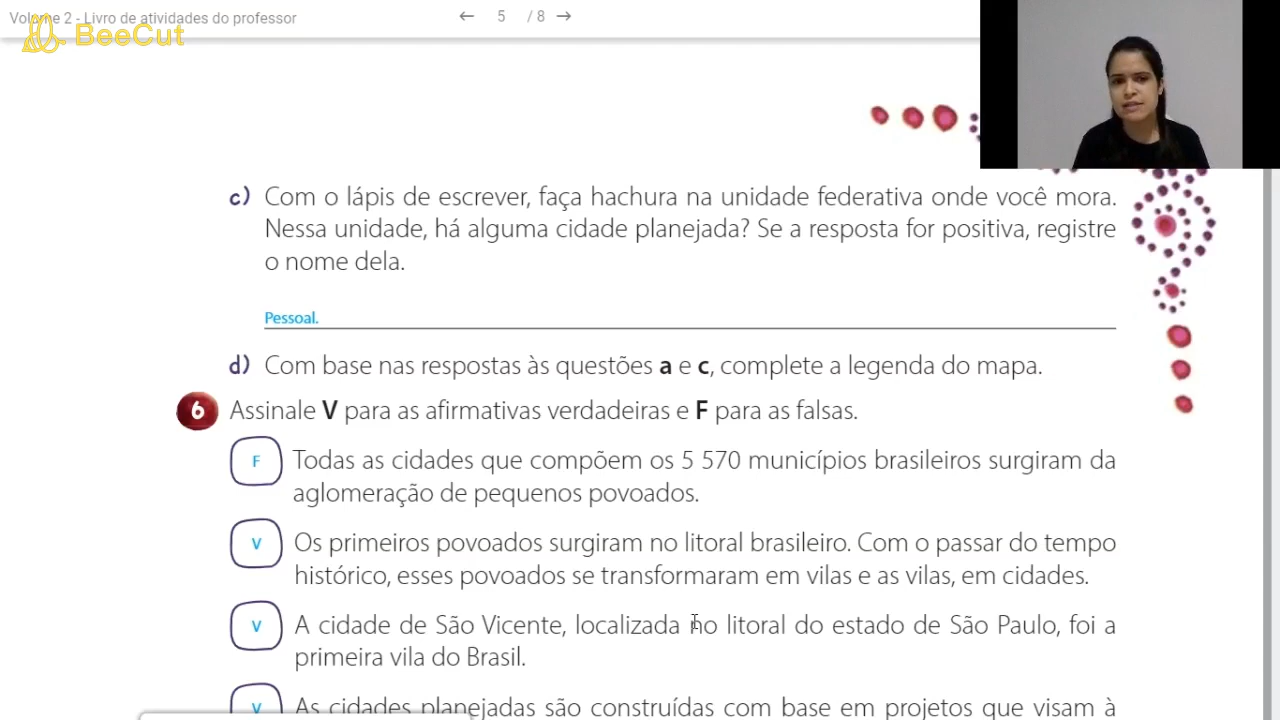 Volume 2 - Livro de atividades do professor
← 5 / 8 →
BeeCut
c) Com o lápis de escrever, faça hachura na unidade federativa onde você mora.
Nessa unidade, há alguma cidade planejada? Se a resposta for positiva, registre
o nome dela.
Pessoal.
d) Com base nas respostas às questões a e c, complete a legenda do mapa.
6 Assinale V para as afirmativas verdadeiras e F para as falsas.
F Todas as cidades que compõem os 5 570 municípios brasileiros surgiram da
aglomeração de pequenos povoados.
V Os primeiros povoados surgiram no litoral brasileiro. Com o passar do tempo
histórico, esses povoados se transformaram em vilas e as vilas, em cidades.
V A cidade de São Vicente, localizada no litoral do estado de São Paulo, foi a
primeira vila do Brasil.
V As cidades planejadas são construídas com base em projetos que visam à